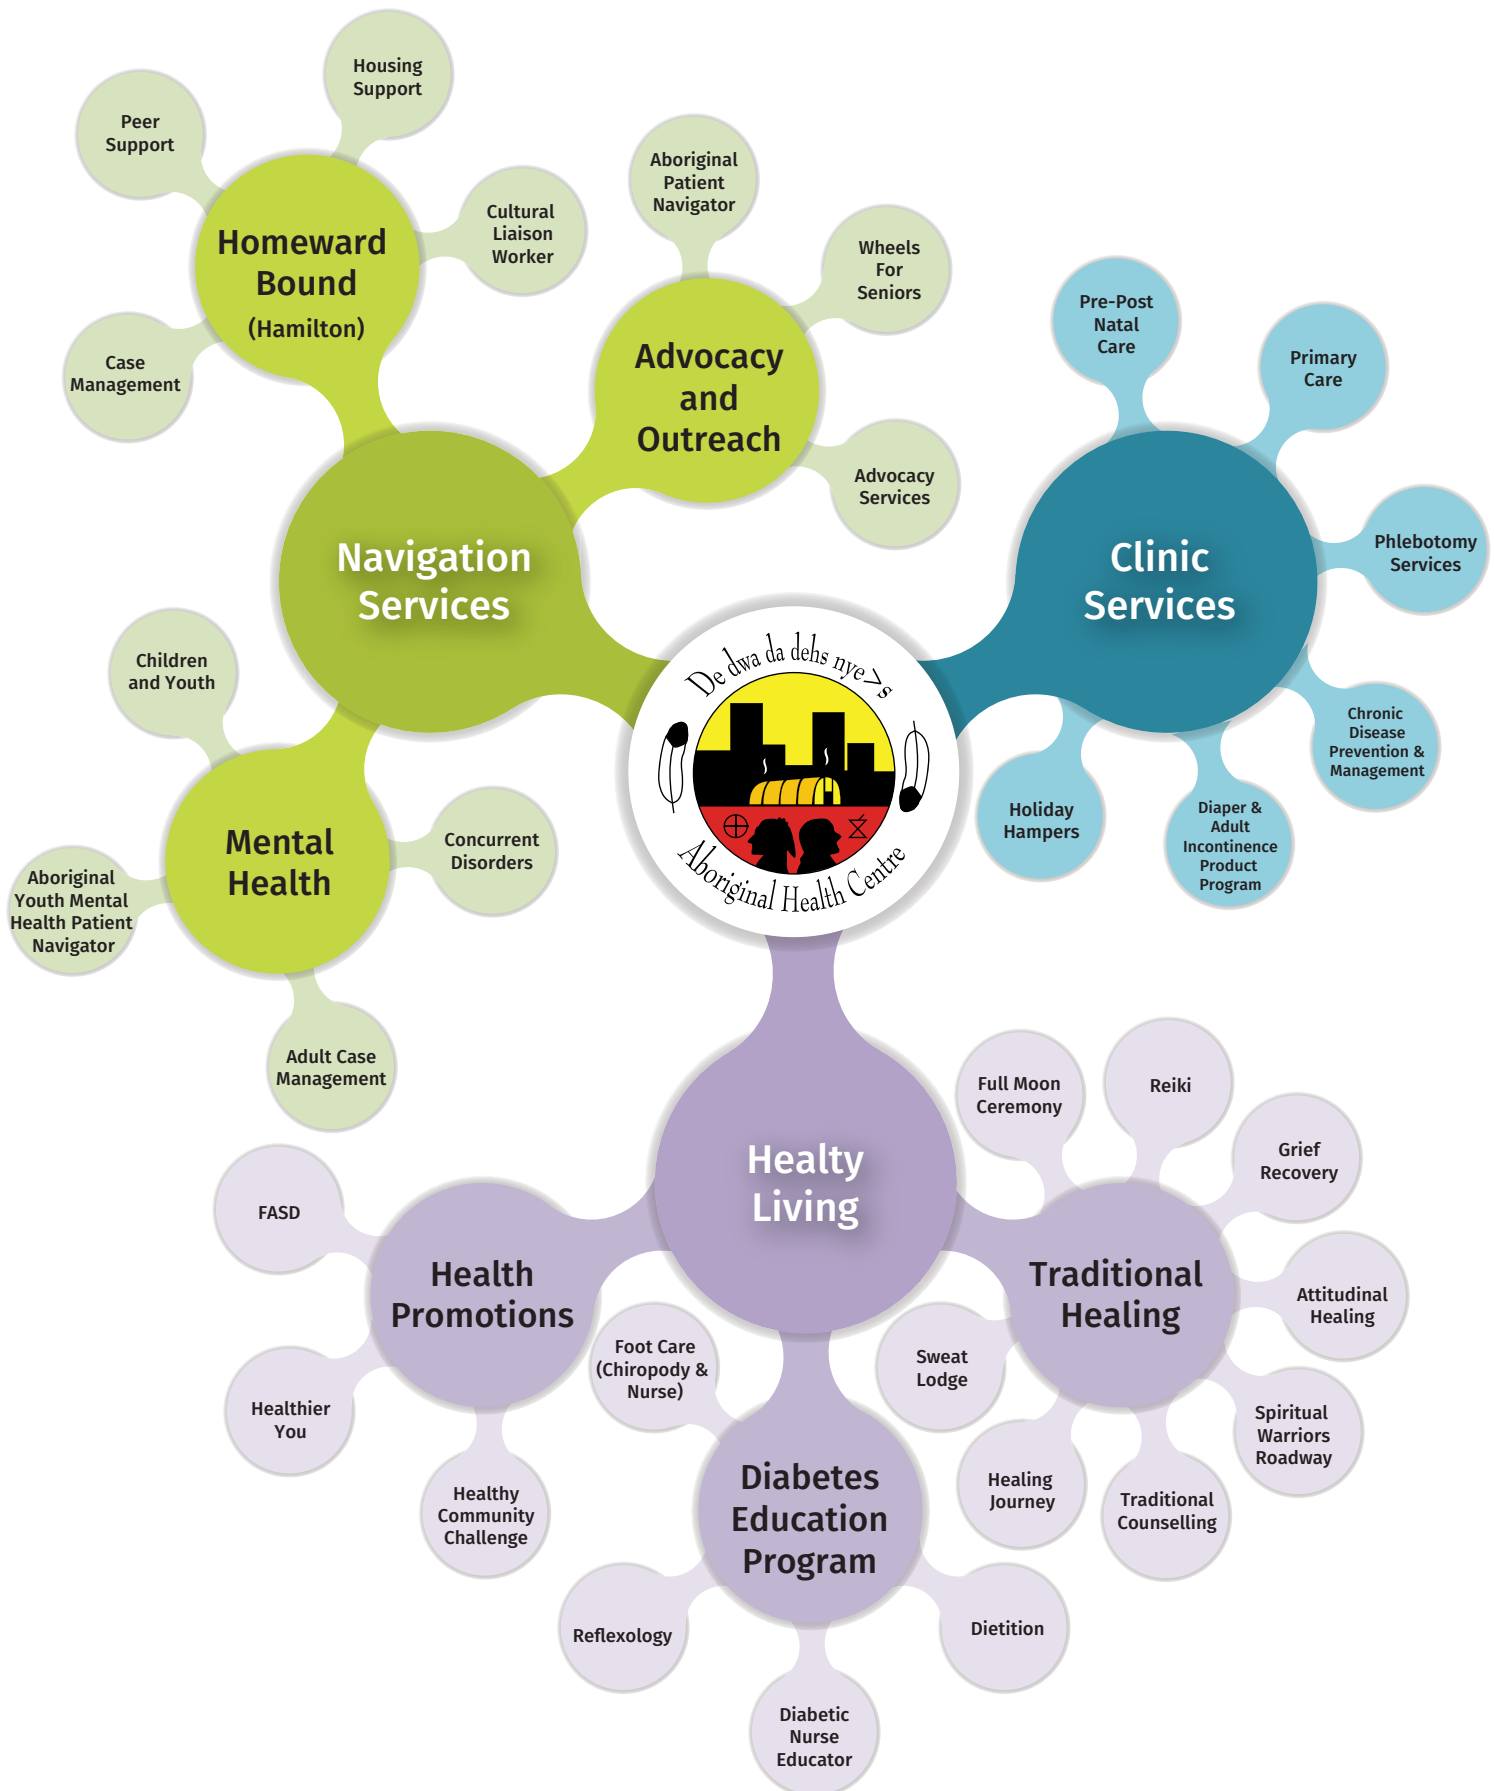 Housing
Support
Peer
Support
Homeward
Bound
(Hamilton)
Cultural
Liaison
Worker
Case
Management
Aboriginal
Patient
Navigator
Wheels
For
Seniors
Advocacy
and
Outreach
Advocacy
Services
Navigation
Services
Children
and Youth
Mental
Health
Concurrent
Disorders
Aboriginal
Youth Mental
Health Patient
Navigator
Adult Case
Management
Pre-Post
Natal
Care
Primary
Care
Clinic
Services
Phlebotomy
Services
Chronic
Disease
Prevention &
Management
Diaper &
Adult
Incontinence
Product
Program
Holiday
Hampers
De dwa da dehs nye>s
Aboriginal Health Centre
Healty
Living
Full Moon
Ceremony
Reiki
Grief
Recovery
Traditional
Healing
Attitudinal
Healing
Spiritual
Warriors
Roadway
Traditional
Counselling
Healing
Journey
Sweat
Lodge
FASD
Health
Promotions
Healthier
You
Healthy
Community
Challenge
Foot Care
(Chiropody &
Nurse)
Diabetes
Education
Program
Reflexology
Diabetic
Nurse
Educator
Dietition